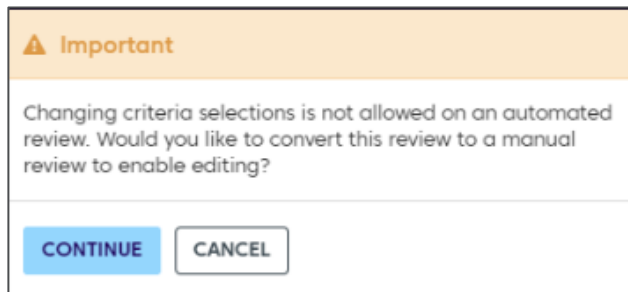 Important
Changing criteria selections is not allowed on an automated
review. Would you like to convert this review to a manual
review to enable editing?
CONTINUE CANCEL